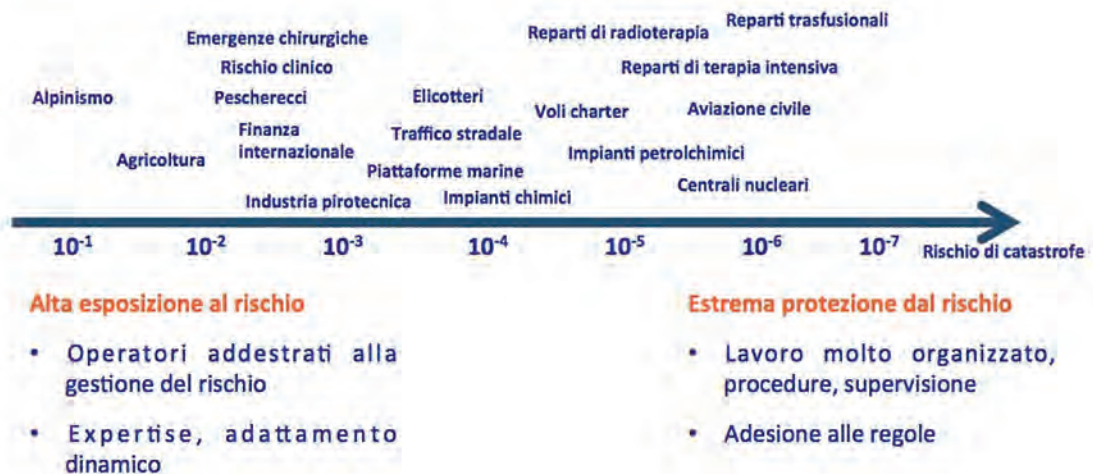 Reparti trasfusionali
Emergenze chirurgiche
Reparti di radioterapia
Rischio clinico
Reparti di terapia intensiva
Alpinismo
Pescherecci
Elicotteri
Voli charter
Aviazione civile
Finanza
internazionale
Traffico stradale
Agricoltura
Impianti petrolchimici
Piattaforme marine
Centrali nucleari
Industria pirotecnica
Impianti chimici
10-1 10-2 10-3 10-4 10-5 10-6 10-7 Rischio di catastrofe
Alta esposizione al rischio
• Operatori addestrati alla
gestione del rischio
• Expertise, adattamento
dinamico
Estrema protezione dal rischio
• Lavoro molto organizzato,
procedure, supervisione
• Adesione alle regole